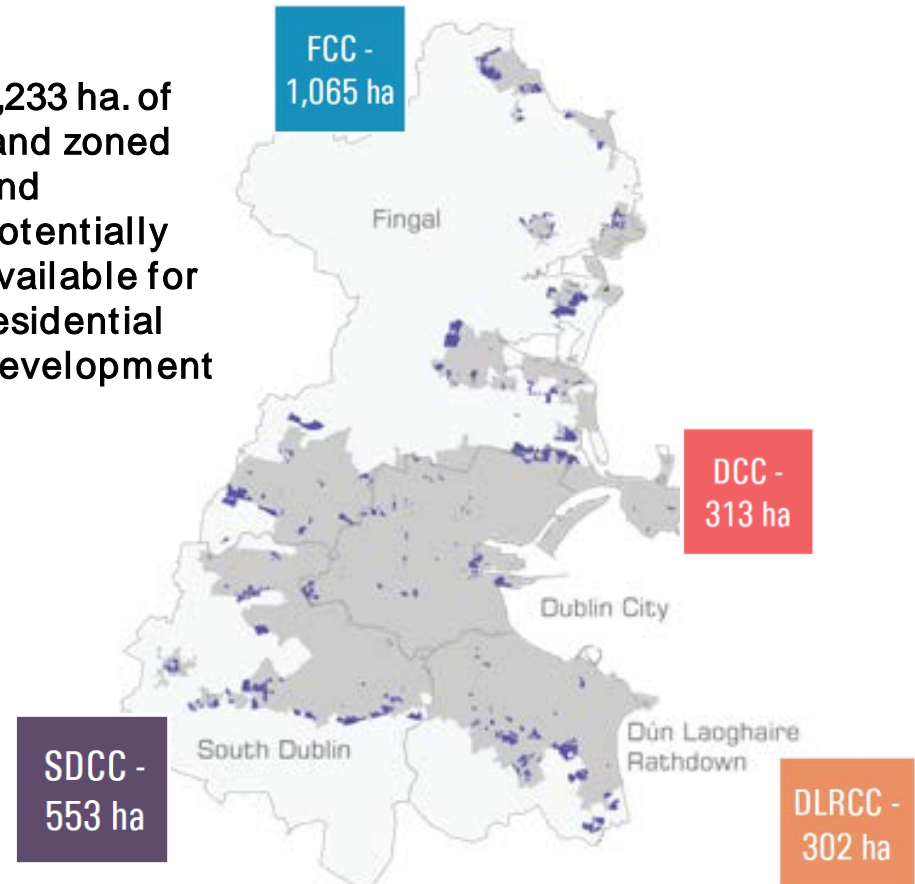 ,233 ha. of
and zoned
nd
otentially
vailable for
esidential
evelopment
FCC -
1,065 ha
Fingal
DCC -
313 ha
Dublin City
Dún Laoghaire
Rathdown
South Dublin
SDCC -
553 ha
DLRCC -
302 ha